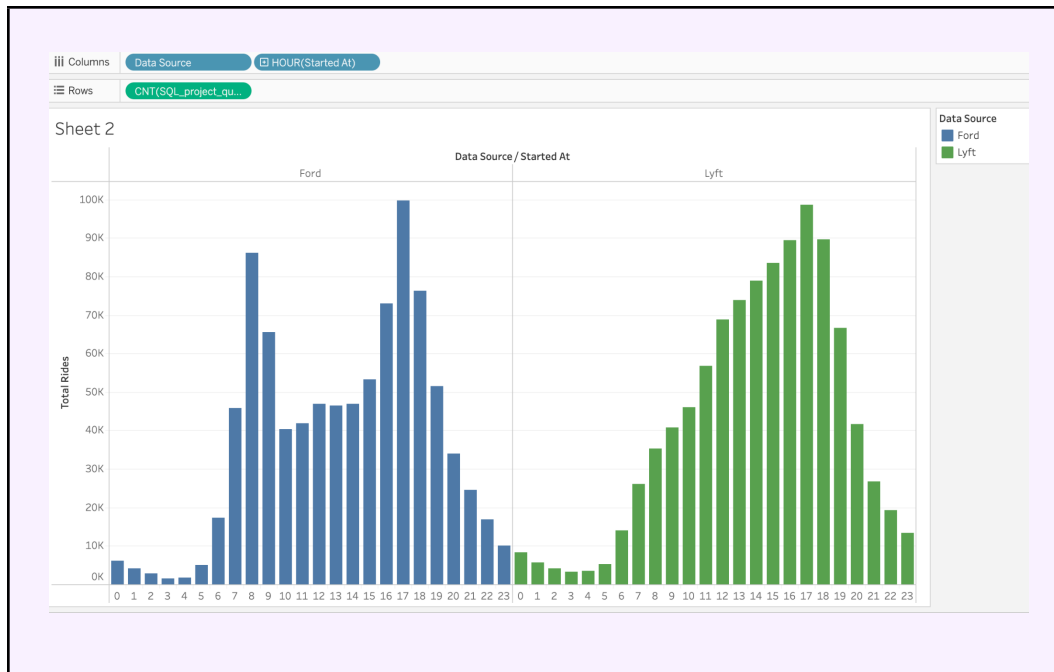 Columns
Data Source
HOUR(Started At)
Rows
CNT(SQL_project_qu...
Sheet 2
Data Source
Ford
Lyft
Data Source / Started At
Ford
Lyft
Total Rides
100K
90K
80K
70K
60K
50K
40K
30K
20K
10K
0K
0 1 2 3 4 5 6 7 8 9 10 11 12 13 14 15 16 17 18 19 20 21 22 23
0 1 2 3 4 5 6 7 8 9 10 11 12 13 14 15 16 17 18 19 20 21 22 23